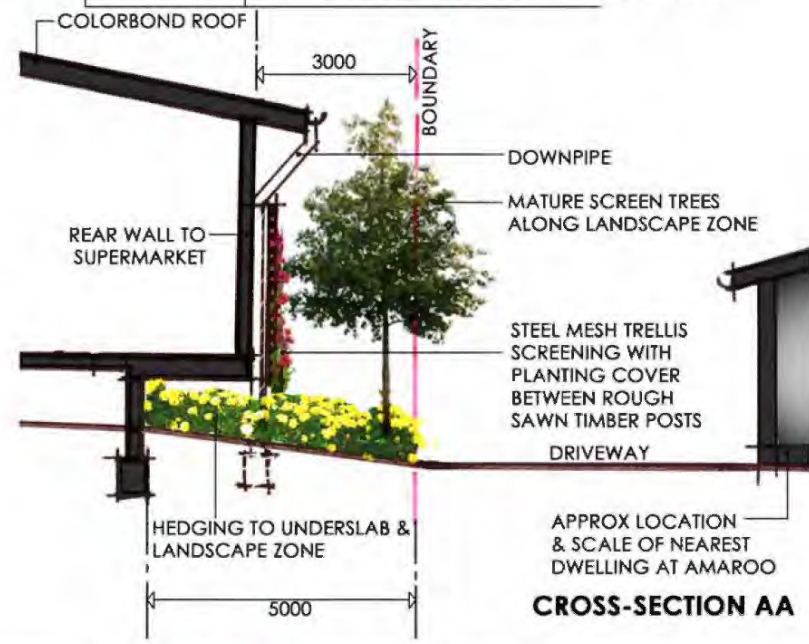 COLORBOND ROOF
3000
BOUNDARY
DOWNPIPE
MATURE SCREEN TREES
ALONG LANDSCAPE ZONE
REAR WALL TO
SUPERMARKET
STEEL MESH TRELLIS
SCREENING WITH
PLANTING COVER
BETWEEN ROUGH
SAWN TIMBER POSTS
DRIVEWAY
HEDGING TO UNDERSLAB &
LANDSCAPE ZONE
APPROX LOCATION
& SCALE OF NEAREST
DWELLING AT AMAROO
5000
CROSS-SECTION AA